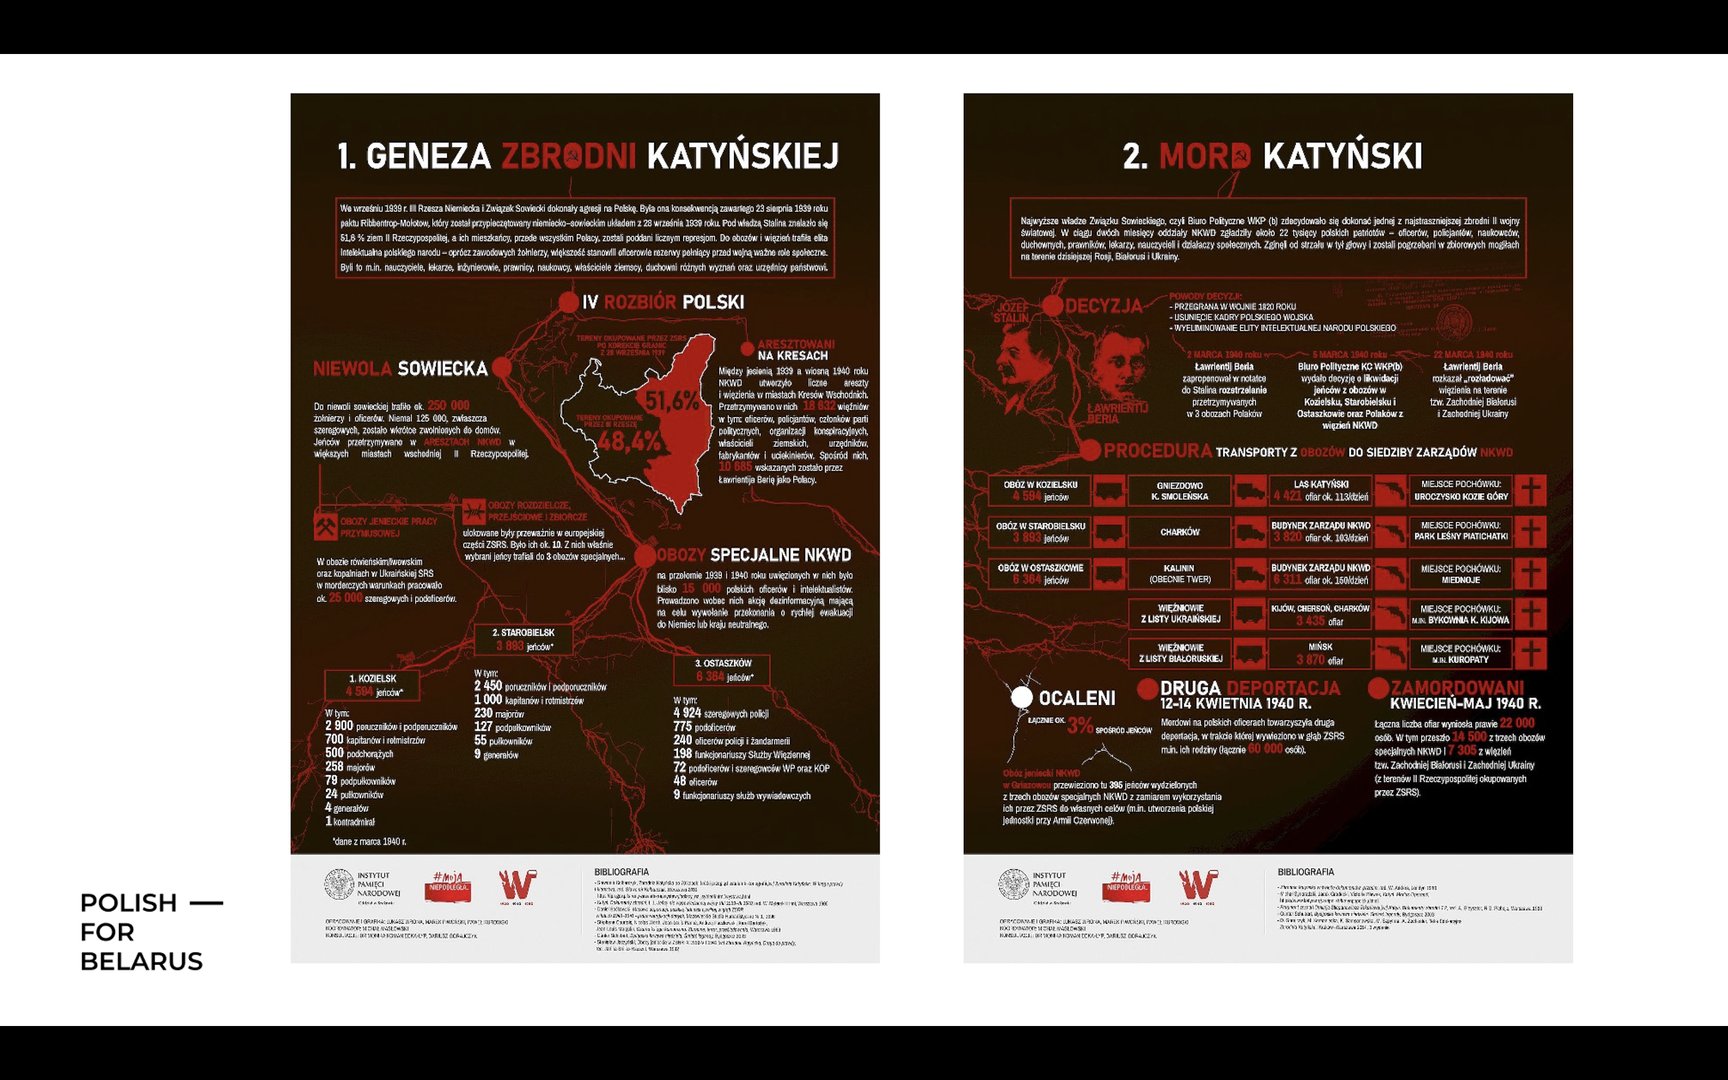 1. GENEZA ZBRODNI KATYŃSKIEJ
We wrześniu 1939 r. III Rzesza Niemiecka i Związek Sowiecki dokonały agresji na Polskę. Była ona konsekwencją zawartego 23 sierpnia 1939 roku
paktu Ribbentrop-Mołotow, który został przypieczętowany niemiecko–sowieckim układem z 28 września 1939 roku. Pod władzą Stalina znalazło się
51,6 % ziem II Rzeczypospolitej, a ich mieszkańcy, przede wszystkim Polacy, zostali poddani licznym represjom. Do obozów i więzień trafiła elita
intelektualna polskiego narodu – oprócz zawodowych żołnierzy, większość stanowili oficerowie rezerwy pełniący przed wojną ważne role społeczne.
Byli to m.in. nauczyciele, lekarze, inżynierowie, prawnicy, naukowcy, właściciele ziemscy, duchowni różnych wyznań oraz urzędnicy państwowi.
IV ROZBIÓR POLSKI
TERENY OKUPOWANE PRZEZ ZSRS
PO KOREKCIE GRANIC
Z 28 WRZEŚNIA 1939
51,6%
TERENY OKUPOWANE
PRZEZ III RZESZĘ
48,4%
ARESZTOWANI
NA KRESACH
Między jesienią 1939 a wiosną 1940 roku
NKWD utworzyło liczne areszty
i więzienia w miastach Kresów Wschodnich.
Przetrzymywano w nich 18 632 więźniów
w tym: oficerów, policjantów, członków partii
politycznych, organizacji konspiracyjnych,
właścicieli ziemskich, urzędników,
fabrykantów i uciekinierów. Spośród nich,
10 685 wskazanych zostało przez
Ławrientija Berię jako Polacy.
NIEWOLA SOWIECKA
Do niewoli sowieckiej trafiło ok. 250 000
żołnierzy i oficerów. Niemal 125 000, zwłaszcza
szeregowych, zostało wkrótce zwolnionych do domów.
Jeńców przetrzymywano w ARESZTACH NKWD w
większych miastach wschodniej II Rzeczypospolitej.
OBOZY JENIECKIE PRACY
PRZYMUSOWEJ
W obozie rówieńskim/lwowskim
oraz kopalniach w Ukraińskiej SRS
w morderczych warunkach pracowało
ok. 25 000 szeregowych i podoficerów.
OBOZY ROZDZIELCZE,
PRZEJŚCIOWE I ZBIORCZE
ulokowane były przeważnie w europejskiej
części ZSRS. Było ich ok. 10. Z nich właśnie
wybrani jeńcy trafiali do 3 obozów specjalnych...
OBOZY SPECJALNE NKWD
na przełomie 1939 i 1940 roku uwięzionych w nich było
blisko 15 000 polskich oficerów i intelektualistów.
Prowadzono wobec nich akcję dezinformacyjną mającą
na celu wywołanie przekonania o rychłej ewakuacji
do Niemiec lub kraju neutralnego.
1. KOZIELSK
4 594 jeńców*
W tym:
2 900 poruczników i podporuczników
700 kapitanów i rotmistrzów
500 podchorążych
258 majorów
79 podpułkowników
24 pułkowników
4 generałów
1 kontradmirał
*dane z marca 1940 r.
2. STAROBIELSK
3 893 jeńców*
W tym:
2 450 poruczników i podporuczników
1 000 kapitanów i rotmistrzów
230 majorów
127 podpułkowników
55 pułkowników
9 generałów
3. OSTASZKÓW
6 364 jeńców*
W tym:
4 924 szeregowych policji
775 podoficerów
240 oficerów policji i żandarmerii
198 funkcjonariuszy Służby Więziennej
72 podoficerów i szeregowców WP oraz KOP
48 oficerów
9 funkcjonariuszy służb wywiadowczych
INSTYTUT
PAMIĘCI
NARODOWEJ
#MOJA
NIEPODLEGŁA
BIBLIOGRAFIA
2. MORD KATYŃSKI
Najwyższe władze Związku Sowieckiego, czyli Biuro Polityczne WKP (b) zdecydowało się dokonać jednej z najstraszniejszej zbrodni II wojny
światowej. W ciągu dwóch miesięcy oddziały NKWD zgładziły około 22 tysięcy polskich patriotów – oficerów, policjantów, naukowców,
duchownych, prawników, lekarzy, nauczycieli i działaczy społecznych. Zginęli od strzału w tył głowy i zostali pogrzebani w zbiorowych mogiłach
na terenie dzisiejszej Rosji, Białorusi i Ukrainy.
JÓZEF
STALIN
ŁAWRIENTIJ
BERIA
DECYZJA
POWODY DECYZJI:
- PRZEGRANA W WOJNIE 1920 ROKU
- USUNIĘCIE KADRY POLSKIEGO WOJSKA
- WYELIMINOWANIE ELITY INTELEKTUALNEJ NARODU POLSKIEGO
2 MARCA 1940 roku
Ławrientij Beria
zaproponował w notatce
do Stalina rozstrzelanie
przetrzymywanych
w 3 obozach Polaków
5 MARCA 1940 roku
Biuro Polityczne KC WKP(b)
wydało decyzję o likwidacji
jeńców z obozów w
Kozielsku, Starobielsku i
Ostaszkowie oraz Polaków z
więzień NKWD
22 MARCA 1940 roku
Ławrientij Beria
rozkazał „rozładować”
więzienia na terenie
tzw. Zachodniej Białorusi
i Zachodniej Ukrainy
PROCEDURA TRANSPORTY Z OBOZÓW DO SIEDZIBY ZARZĄDÓW NKWD
OBÓZ W KOZIELSKU
4 594 jeńców
GNIEZDOWO
K. SMOLEŃSKA
LAS KATYŃSKI
4 421 ofiar ok. 113/dzień
MIEJSCE POCHÓWKU:
UROCZYSKO KOZIE GÓRY
OBÓZ W STAROBIELSKU
3 893 jeńców
CHARKÓW
BUDYNEK ZARZĄDU NKWD
3 820 ofiar ok. 103/dzień
MIEJSCE POCHÓWKU:
PARK LEŚNY PIATICHATKI
OBÓZ W OSTASZKOWIE
6 364 jeńców
KALININ
(OBECNIE TWER)
BUDYNEK ZARZĄDU NKWD
6 311 ofiar ok. 150/dzień
MIEJSCE POCHÓWKU:
MIEDNOJE
WIĘŹNIOWIE
Z LISTY UKRAIŃSKIEJ
KIJÓW, CHERSOŃ, CHARKÓW
3 435 ofiar
MIEJSCE POCHÓWKU:
M.IN. BYKOWNIA K. KIJOWA
WIĘŹNIOWIE
Z LISTY BIAŁORUSKIEJ
MIŃSK
3 870 ofiar
MIEJSCE POCHÓWKU:
M.IN. KUROPATY
OCALENI
ŁĄCZNIE OK. 3% SPOŚRÓD JEŃCÓW
Obóz jeniecki NKWD
w Griazowcu przewieziono tu 395 jeńców wydzielonych
z trzech obozów specjalnych NKWD z zamiarem wykorzystania
ich przez ZSRS do własnych celów (m.in. utworzenia polskiej
jednostki przy Armii Czerwonej).
DRUGA DEPORTACJA
12–14 KWIETNIA 1940 R.
Mordowi na polskich oficerach towarzyszyła druga
deportacja, w trakcie której wywieziono w głąb ZSRS
m.in. ich rodziny (łącznie 60 000 osób).
ZAMORDOWANI
KWIECIEŃ–MAJ 1940 R.
Łączna liczba ofiar wyniosła prawie 22 000
osób. W tym przeszło 14 500 z trzech obozów
specjalnych NKWD i 7 305 z więzień
tzw. Zachodniej Białorusi i Zachodniej Ukrainy
(z terenów II Rzeczypospolitej okupowanych
przez ZSRS).
INSTYTUT
PAMIĘCI
NARODOWEJ
#MOJA
NIEPODLEGŁA
BIBLIOGRAFIA
POLISH —
FOR
BELARUS